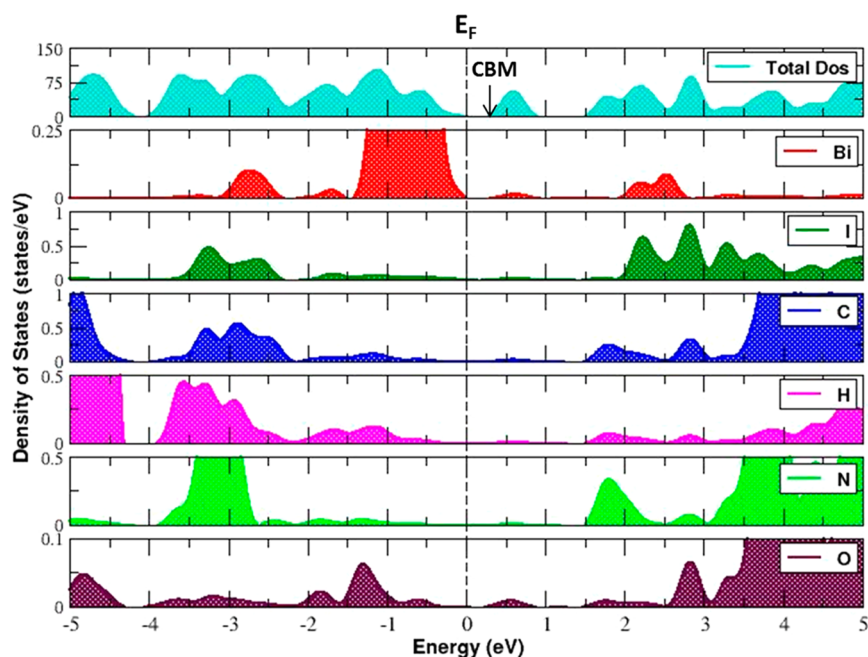 E_F
CBM
150
75
0
Total Dos
0.25
0
Bi
1
0.5
0
I
1
0.5
0
C
0.5
0
H
0.5
0
N
0.1
0
O
-5 -4 -3 -2 -1 0 1 2 3 4 5
Energy (eV)
Density of States (states/eV)